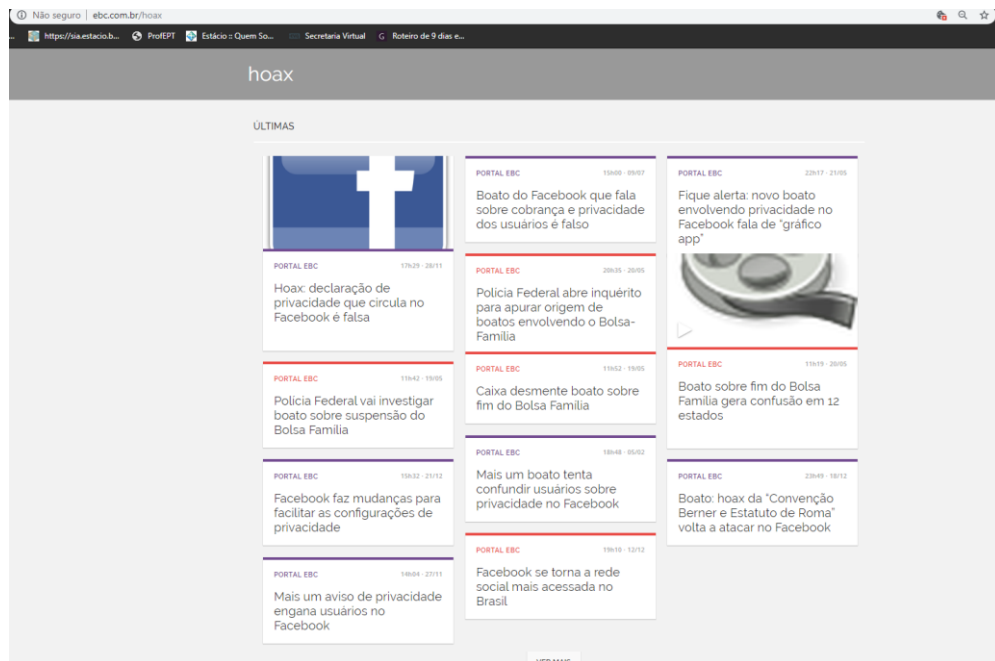 Não seguro | ebc.com.br/hoax
https://sia.estacio.b... ProfEPT Estácio :: Quem So... Secretaria Virtual G Roteiro de 9 dias e...
hoax
ÚLTIMAS
PORTAL EBC 17h29 - 28/11
Hoax: declaração de
privacidade que circula no
Facebook é falsa
PORTAL EBC 11h42 - 19/05
Polícia Federal vai investigar
boato sobre suspensão do
Bolsa Família
PORTAL EBC 15h32 - 21/12
Facebook faz mudanças para
facilitar as configurações de
privacidade
PORTAL EBC 14h04 - 27/11
Mais um aviso de privacidade
engana usuários no
Facebook
PORTAL EBC 15h00 - 09/07
Boato do Facebook que fala
sobre cobrança e privacidade
dos usuários é falso
PORTAL EBC 20h35 - 20/05
Polícia Federal abre inquérito
para apurar origem de
boatos envolvendo o Bolsa-
Família
PORTAL EBC 11h52 - 19/05
Caixa desmente boato sobre
fim do Bolsa Família
PORTAL EBC 18h48 - 05/02
Mais um boato tenta
confundir usuários sobre
privacidade no Facebook
PORTAL EBC 19h10 - 12/12
Facebook se torna a rede
social mais acessada no
Brasil
PORTAL EBC 22h17 - 21/05
Fique alerta: novo boato
envolvendo privacidade no
Facebook fala de "gráfico
app"
PORTAL EBC 11h19 - 20/05
Boato sobre fim do Bolsa
Família gera confusão em 12
estados
PORTAL EBC 23h49 - 18/12
Boato: hoax da "Convenção
Berner e Estatuto de Roma"
volta a atacar no Facebook